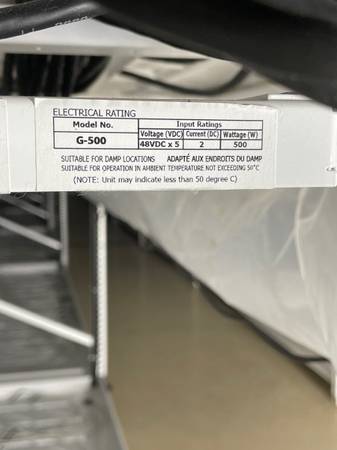 ELECTRICAL RATING
Model No. Input Ratings
Voltage (VDC) Current (DC) Wattage (W)
G-500 48VDC x 5 2 500
SUITABLE FOR DAMP LOCATIONS ADAPTÉ AUX ENDROITS DU DAMP
SUITABLE FOR OPERATION IN AMBIENT TEMPERATURE NOT EXCEEDING 50°C
(NOTE: Unit may indicate less than 50 degree C)